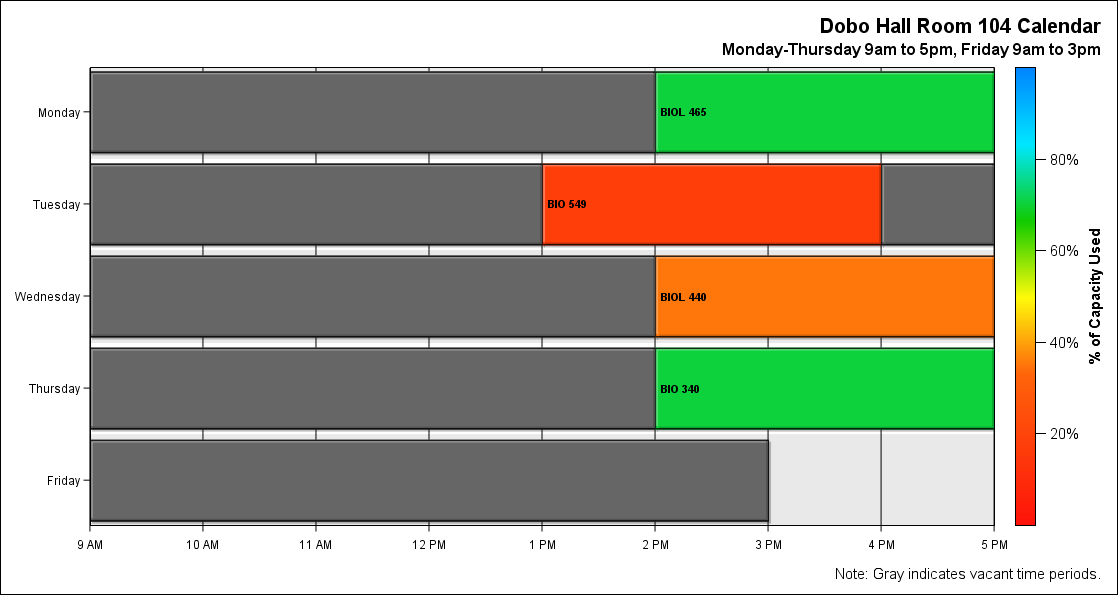 Dobo Hall Room 104 Calendar
Monday-Thursday 9am to 5pm, Friday 9am to 3pm
Monday
BIOL 465
Tuesday
BIO 549
Wednesday
BIOL 440
Thursday
BIO 340
Friday
9 AM
10 AM
11 AM
12 PM
1 PM
2 PM
3 PM
4 PM
5 PM
80%
60%
40%
20%
% of Capacity Used
Note: Gray indicates vacant time periods.